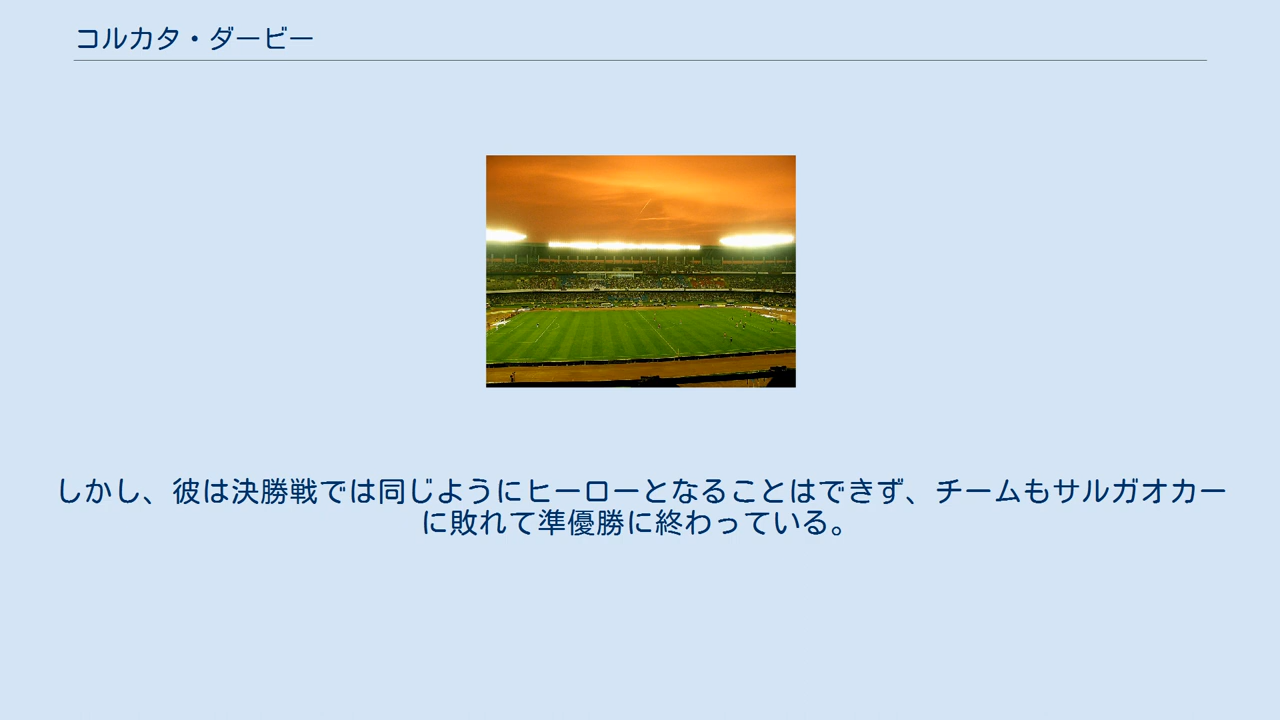 コルカタ・ダービー
しかし、彼は決勝戦では同じようにヒーローとなることはできず、チームもサルガオカー
に敗れて準優勝に終わっている。